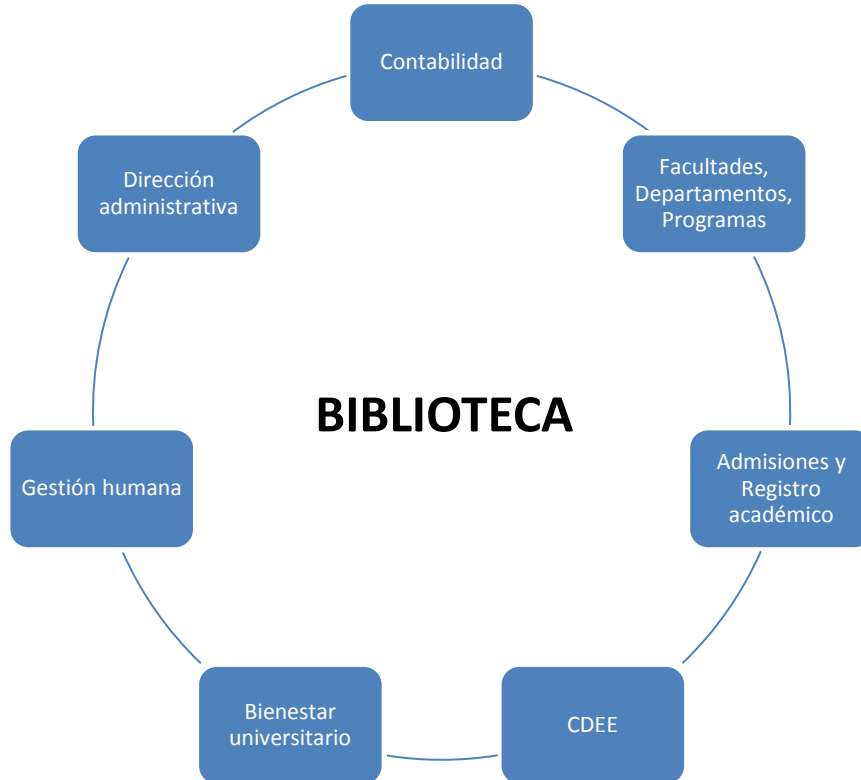 Contabilidad
Facultades,
Departamentos,
Programas
Dirección
administrativa
BIBLIOTECA
Admisiones y
Registro
académico
Gestión humana
CDEE
Bienestar
universitario